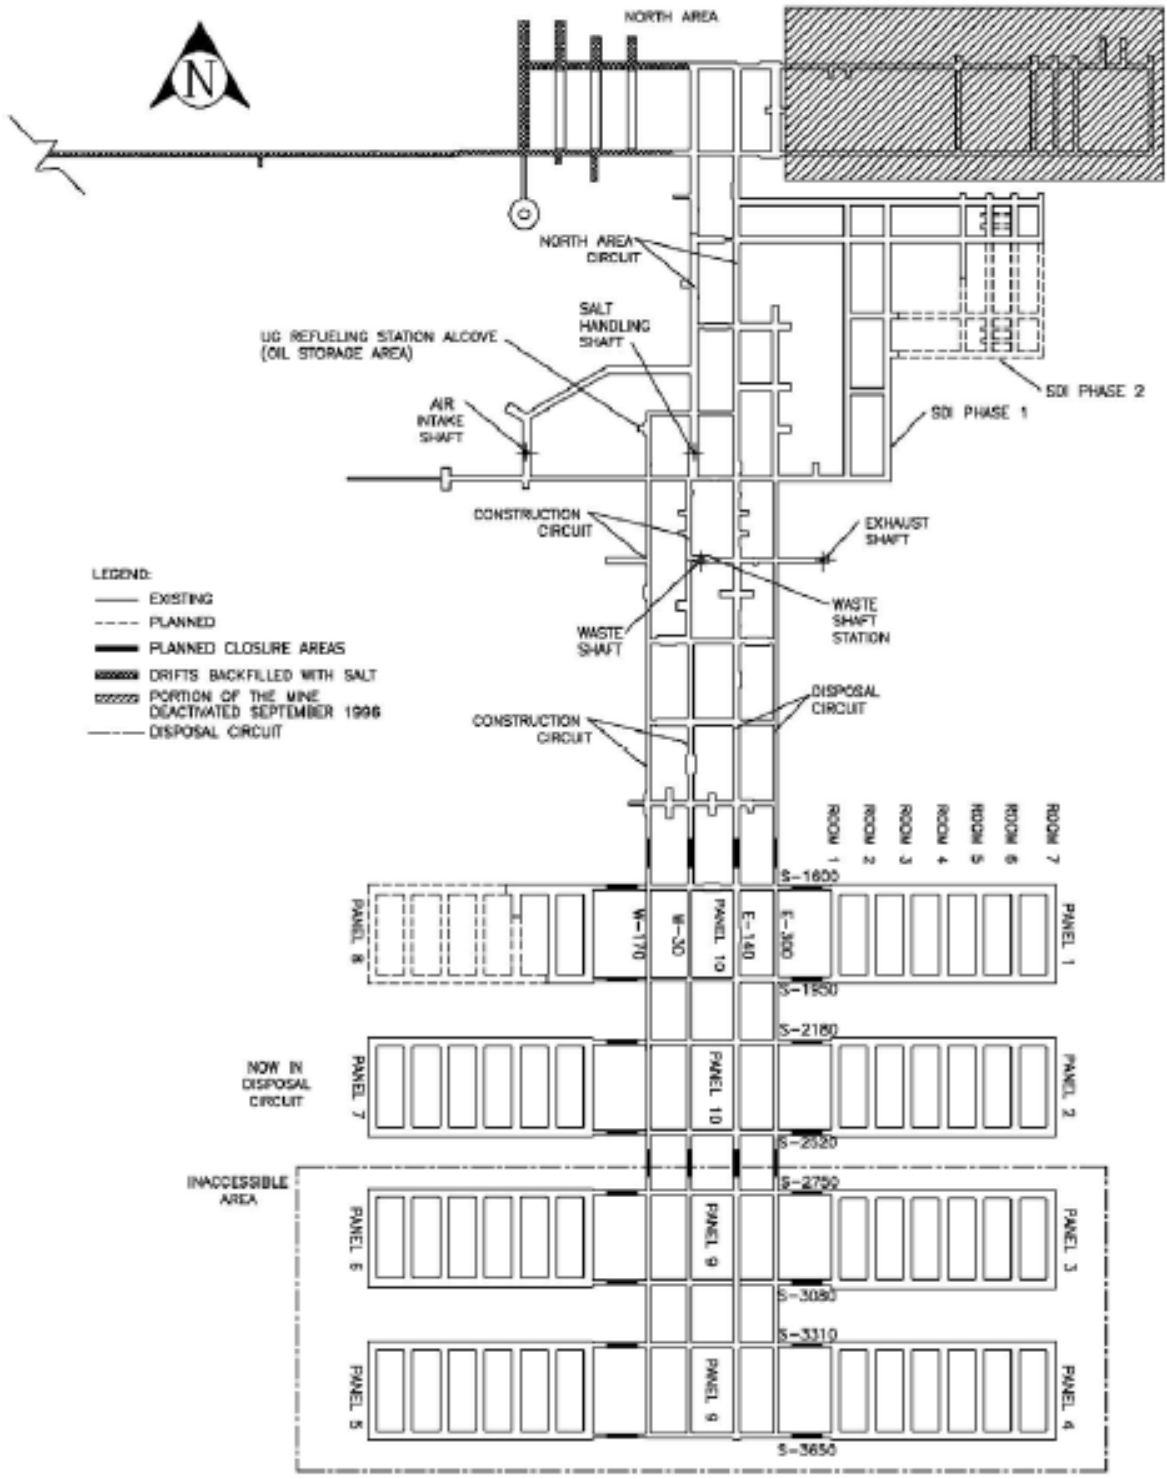 NORTH AREA
N
NORTH AREA
CIRCUIT
SALT
HANDLING
SHAFT
UG REFUELING STATION ALCOVE
(OIL STORAGE AREA)
SDI PHASE 2
AIR
INTAKE
SHAFT
SDI PHASE 1
CONSTRUCTION
CIRCUIT
EXHAUST
SHAFT
LEGEND:
EXISTING
PLANNED
PLANNED CLOSURE AREAS
DRIFTS BACKFILLED WITH SALT
PORTION OF THE MINE
DEACTIVATED SEPTEMBER 1996
DISPOSAL CIRCUIT
WASTE
SHAFT
WASTE
SHAFT
STATION
DISPOSAL
CIRCUIT
CONSTRUCTION
CIRCUIT
ROOM 1
ROOM 2
ROOM 3
ROOM 4
ROOM 5
ROOM 6
ROOM 7
S-1600
PANEL 8
W-170
W-30
PANEL 10
E-140
E-300
PANEL 1
S-1950
S-2180
NOW IN
DISPOSAL
CIRCUIT
PANEL 7
PANEL 10
PANEL 2
S-2520
INACCESSIBLE
AREA
S-2750
PANEL 6
PANEL 9
PANEL 3
S-3080
S-3310
PANEL 5
PANEL 9
PANEL 4
S-3650